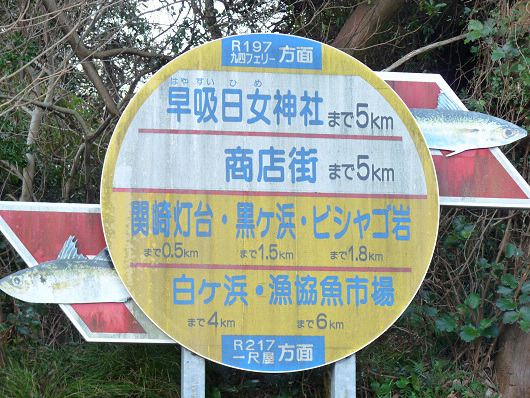 R197 方面
九四フェリー
はやすい ひめ
早吸日女神社まで5km
商店街 まで5km
関崎灯台・黒ケ浜・ビシャゴ岩
まで0.5km まで1.5km まで1.8km
白ケ浜・漁協魚市場
まで4km まで6km
R217 方面
一尺屋